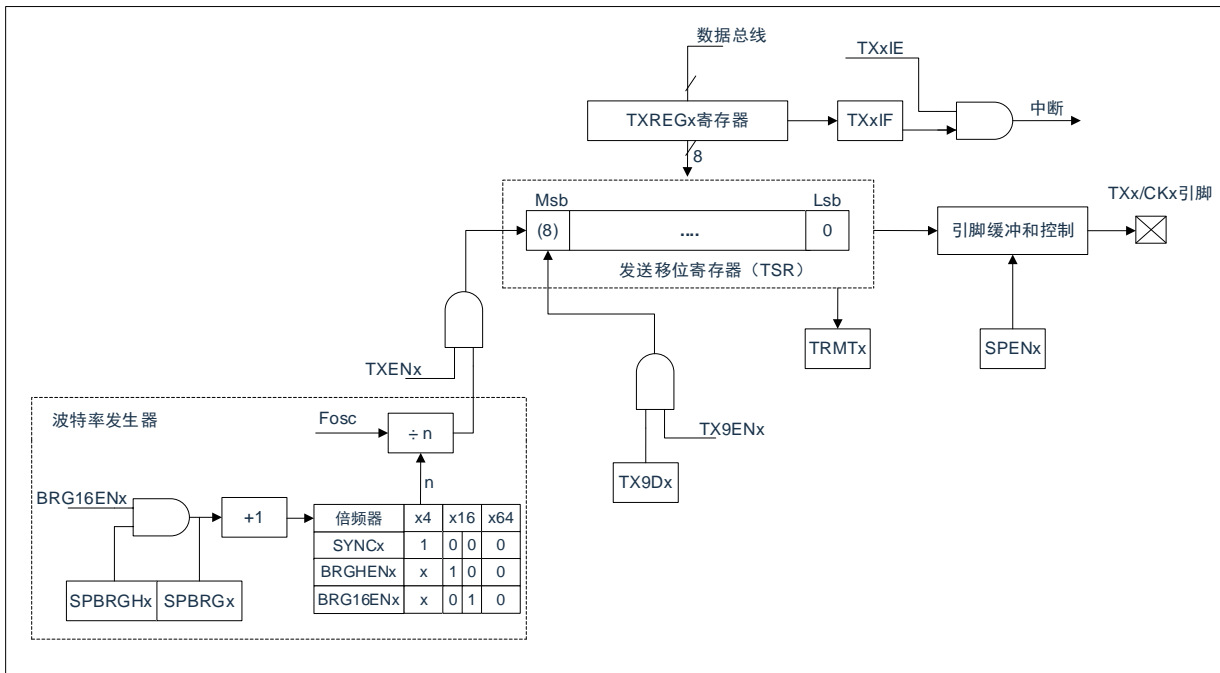 数据总线
TXxIE
TXREGx寄存器
TXxIF
中断
8
Msb
Lsb
TXx/CKx引脚
(8)
....
0
引脚缓冲和控制
发送移位寄存器（TSR）
TRMTx
SPENx
TXENx
波特率发生器
Fosc
÷n
TX9ENx
n
TX9Dx
BRG16ENx
+1
倍频器 x4 x16 x64
SYNCx 1 0 0 0
BRGHENx x 1 0 0
BRG16ENx x 0 1 0
SPBRGHx SPBRGx